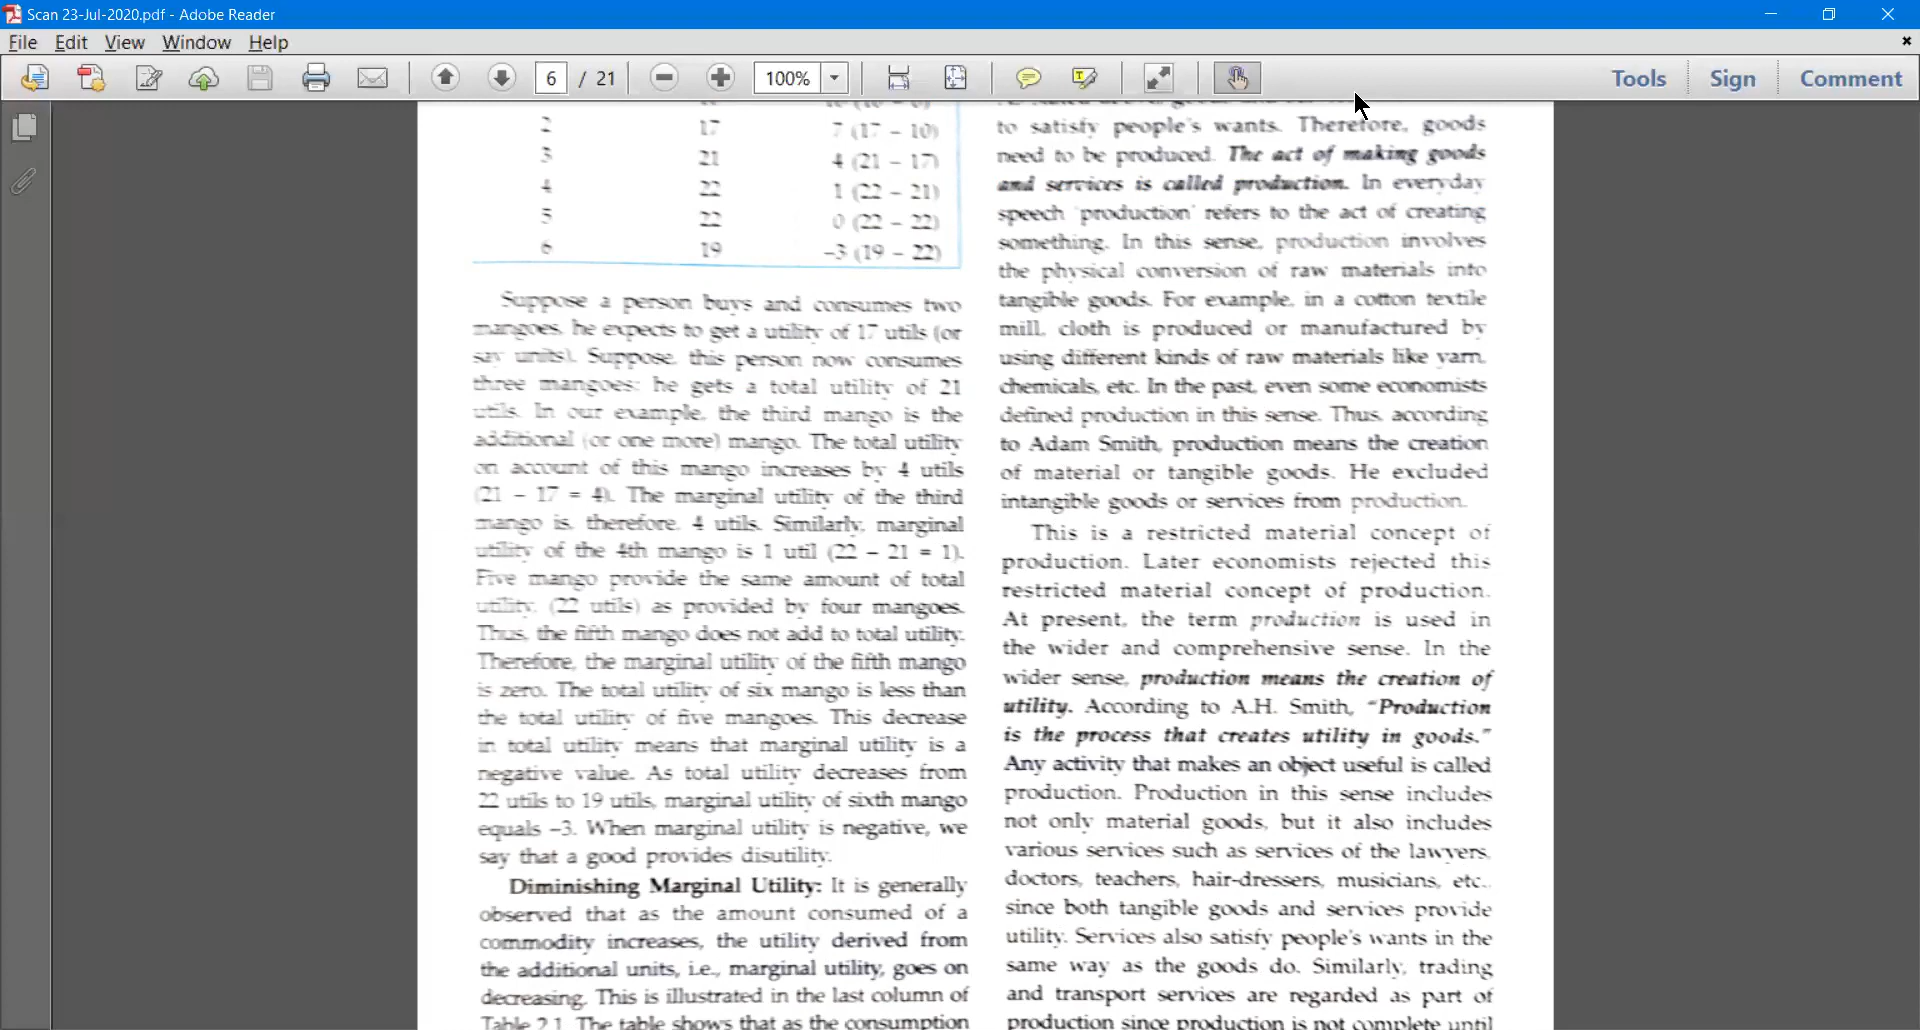 Scan 23-Jul-2020.pdf - Adobe Reader
File Edit View Window Help
6 / 21 100% Tools Sign Comment
2 17 7 (17 – 10)
3 21 4 (21 – 17)
4 22 1 (22 – 21)
5 22 0 (22 – 22)
6 19 –3 (19 – 22)
Suppose a person buys and consumes two
mangoes, he expects to get a utility of 17 utils (or
say units). Suppose, this person now consumes
three mangoes: he gets a total utility of 21
utils. In our example, the third mango is the
additional (or one more) mango. The total utility
on account of this mango increases by 4 utils
(21 – 17 = 4). The marginal utility of the third
mango is, therefore, 4 utils. Similarly, marginal
utility of the 4th mango is 1 util (22 – 21 = 1).
Five mango provide the same amount of total
utility, (22 utils) as provided by four mangoes.
Thus, the fifth mango does not add to total utility.
Therefore, the marginal utility of the fifth mango
is zero. The total utility of six mango is less than
the total utility of five mangoes. This decrease
in total utility means that marginal utility is a
negative value. As total utility decreases from
22 utils to 19 utils, marginal utility of sixth mango
equals –3. When marginal utility is negative, we
say that a good provides disutility.
Diminishing Marginal Utility: It is generally
observed that as the amount consumed of a
commodity increases, the utility derived from
the additional units, i.e., marginal utility, goes on
decreasing. This is illustrated in the last column of
Table 2.1. The table shows that as the consumption
to satisfy people's wants. Therefore, goods
need to be produced. The act of making goods
and services is called production. In everyday
speech 'production' refers to the act of creating
something. In this sense, production involves
the physical conversion of raw materials into
tangible goods. For example, in a cotton textile
mill, cloth is produced or manufactured by
using different kinds of raw materials like yarn,
chemicals, etc. In the past, even some economists
defined production in this sense. Thus, according
to Adam Smith, production means the creation
of material or tangible goods. He excluded
intangible goods or services from production.
This is a restricted material concept of
production. Later economists rejected this
restricted material concept of production.
At present, the term production is used in
the wider and comprehensive sense. In the
wider sense, production means the creation of
utility. According to A.H. Smith, "Production
is the process that creates utility in goods."
Any activity that makes an object useful is called
production. Production in this sense includes
not only material goods, but it also includes
various services such as services of the lawyers,
doctors, teachers, hair-dressers, musicians, etc.,
since both tangible goods and services provide
utility. Services also satisfy people's wants in the
same way as the goods do. Similarly, trading
and transport services are regarded as part of
production since production is not complete until